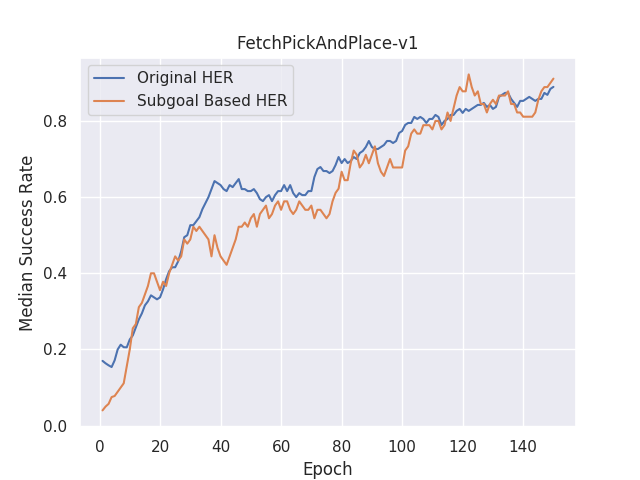 FetchPickAndPlace-v1
Original HER
Subgoal Based HER
Median Success Rate
0.8
0.6
0.4
0.2
0.0
0 20 40 60 80 100 120 140
Epoch